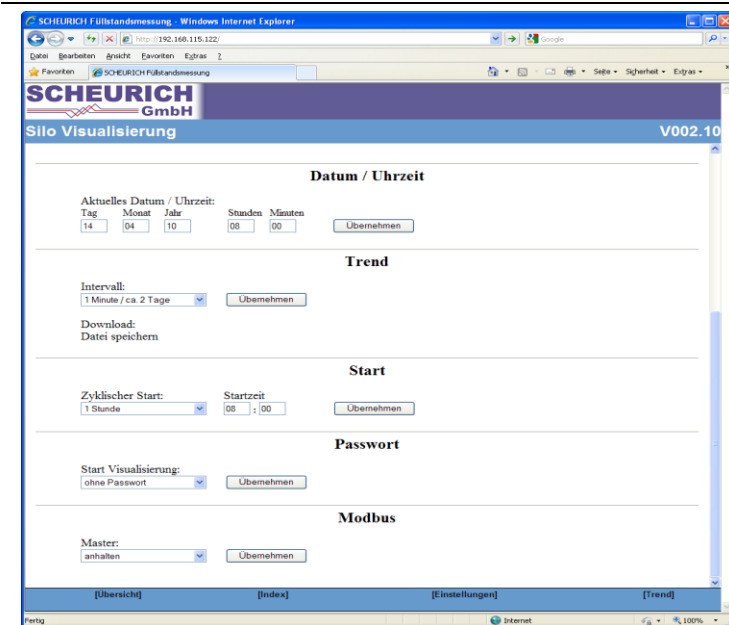 SCHEURICH Füllstandsmessung - Windows Internet Explorer
http://192.168.115.122/
Google
Datei Bearbeiten Ansicht Favoriten Extras ?
Favoriten SCHEURICH Füllstandsmessung Seite Sicherheit Extras
SCHEURICH
GmbH
Silo Visualisierung V002.10
Datum / Uhrzeit
Aktuelles Datum / Uhrzeit:
Tag Monat Jahr Stunden Minuten
14 04 10 08 00 Übernehmen
Trend
Intervall:
1 Minute / ca. 2 Tage Übernehmen
Download:
Datei speichern
Start
Zyklischer Start: Startzeit
1 Stunde 08 : 00 Übernehmen
Passwort
Start Visualisierung:
ohne Passwort Übernehmen
Modbus
Master:
anhalten Übernehmen
[Übersicht] [Index] [Einstellungen] [Trend]
Fertig Internet 100%